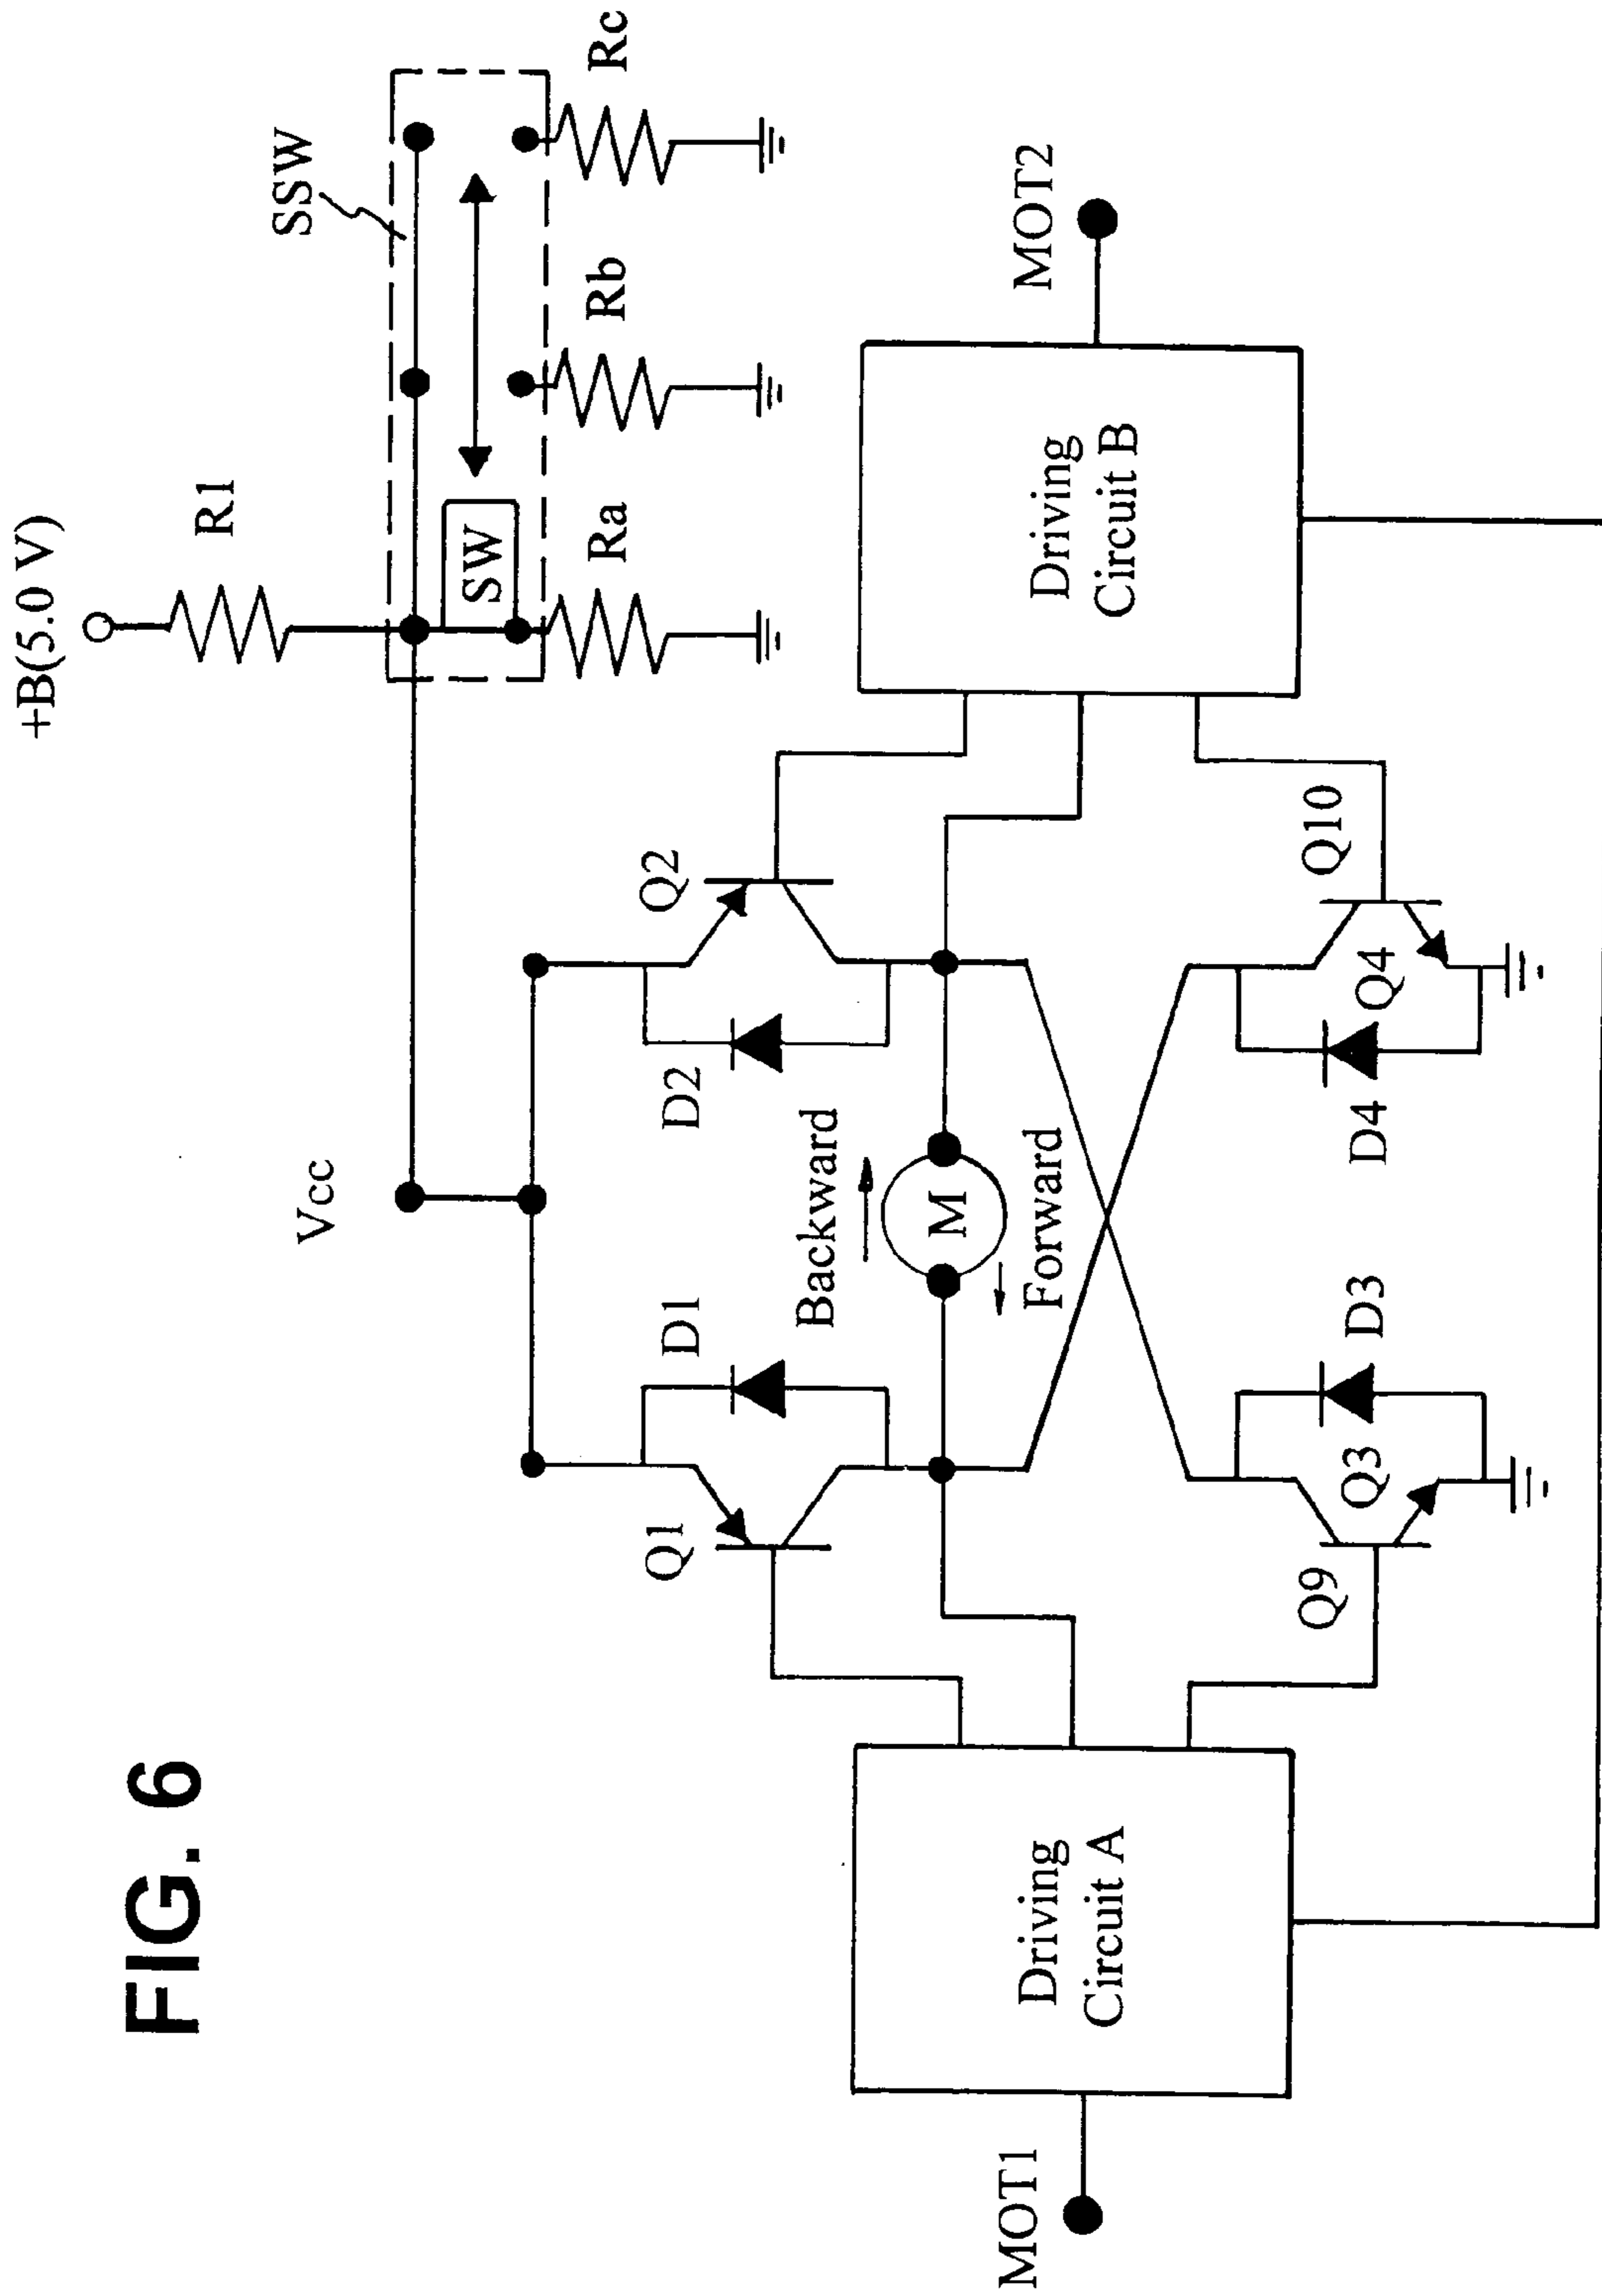 FIG. 6
+B(5.0 V)
R1
SSW
SW
Ra
Rb
Rc
Vcc
Q1
D1
D2
Q2
Backward
M
Forward
MOT1
Driving
Circuit A
Driving
Circuit B
MOT2
Q9
Q3
D3
D4
Q4
Q10